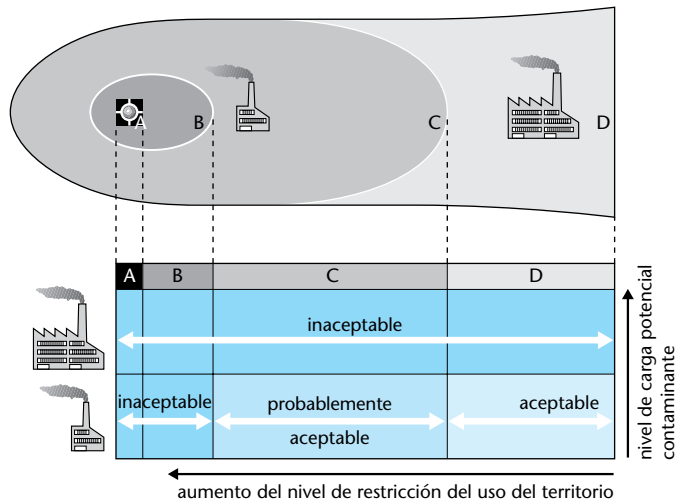 A
B
C
D
A
B
C
D
inaceptable
inaceptable
probablemente
aceptable
aceptable
nivel de carga potencial
contaminante
aumento del nivel de restricción del uso del territorio